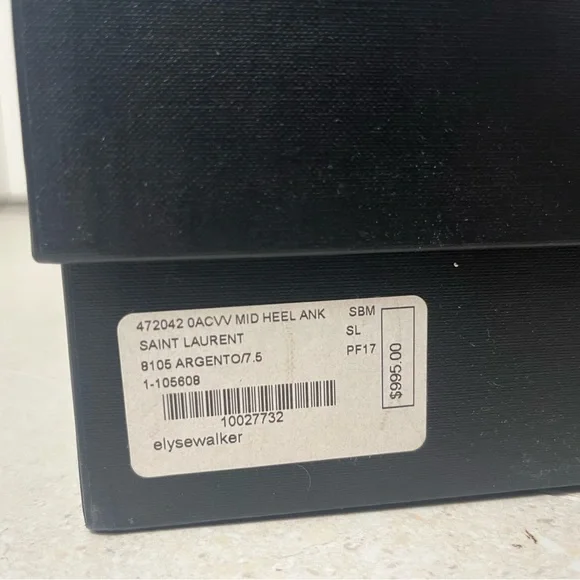 472042 0ACVV MID HEEL ANK
SAINT LAURENT
8105 ARGENTO/7.5
1-105608
10027732
elysewalker
SBM
SL
PF17
$995.00